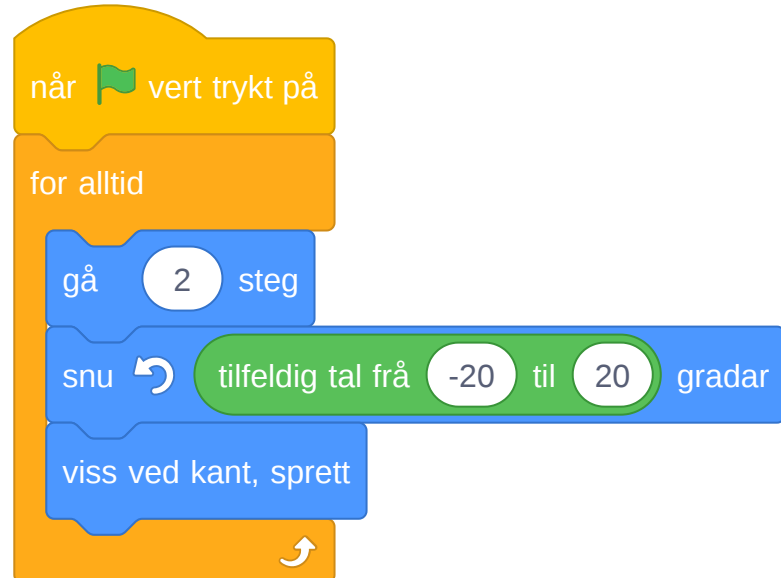 når vert trykt på
for alltid
gå 2 steg
snu tilfeldig tal frå -20 til 20 gradar
viss ved kant, sprett